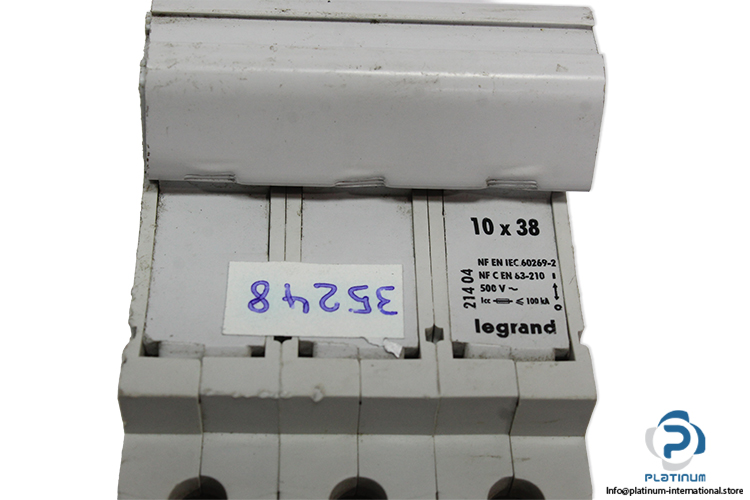 10 x 38
NF EN IEC 60269-2
NF C EN 63-210
500 V ~
Icc ≤ 100 kA
214 04
legrand
35248
PLATINUM
Info@platinum-international.store